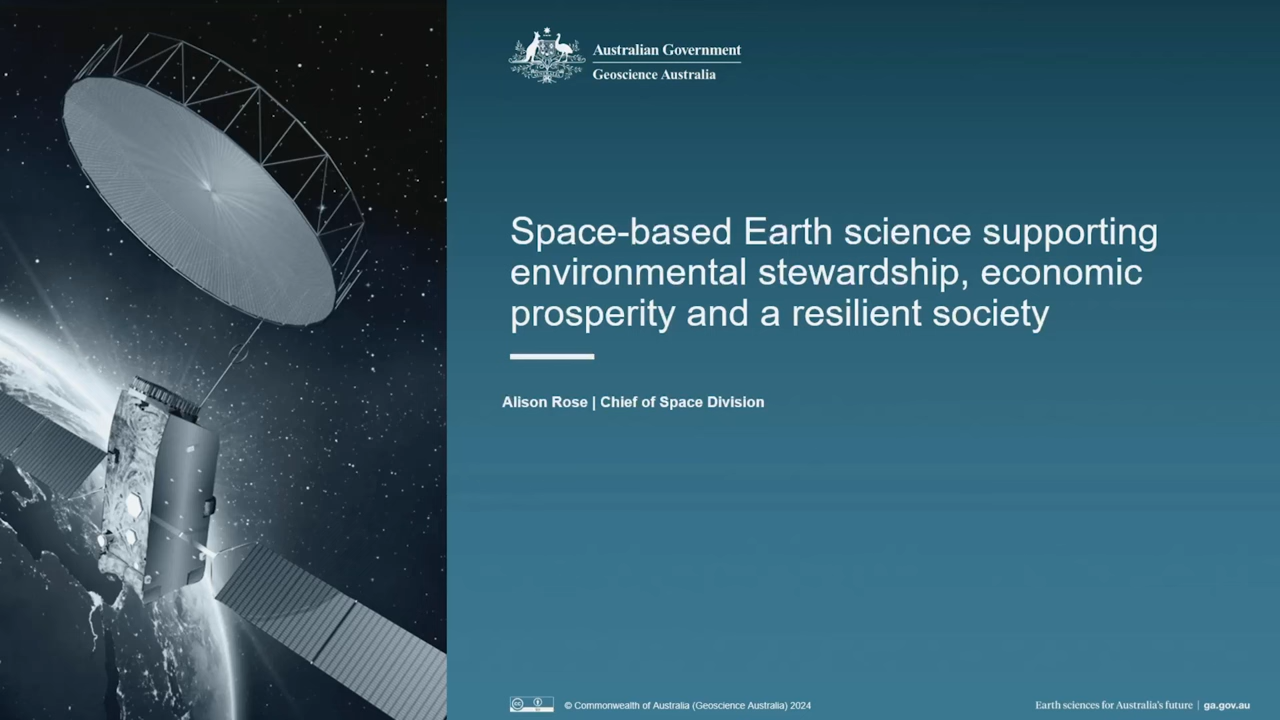 Australian Government
Geoscience Australia
Space-based Earth science supporting
environmental stewardship, economic
prosperity and a resilient society
Alison Rose | Chief of Space Division
© Commonwealth of Australia (Geoscience Australia) 2024
Earth sciences for Australia's future | ga.gov.au